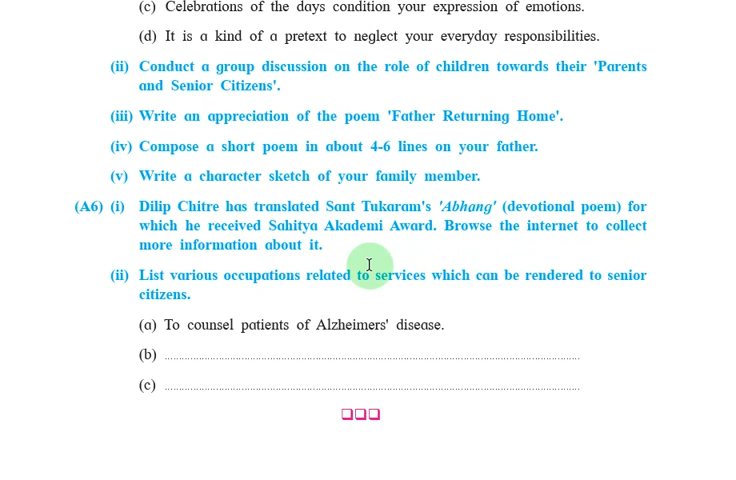 (c) Celebrations of the days condition your expression of emotions.
(d) It is a kind of a pretext to neglect your everyday responsibilities.
(ii) Conduct a group discussion on the role of children towards their 'Parents
and Senior Citizens'.
(iii) Write an appreciation of the poem 'Father Returning Home'.
(iv) Compose a short poem in about 4-6 lines on your father.
(v) Write a character sketch of your family member.
(A6) (i) Dilip Chitre has translated Sant Tukaram's 'Abhang' (devotional poem) for
which he received Sahitya Akademi Award. Browse the internet to collect
more information about it.
(ii) List various occupations related to services which can be rendered to senior
citizens.
(a) To counsel patients of Alzheimers' disease.
(b) ........................................................................
(c) ........................................................................